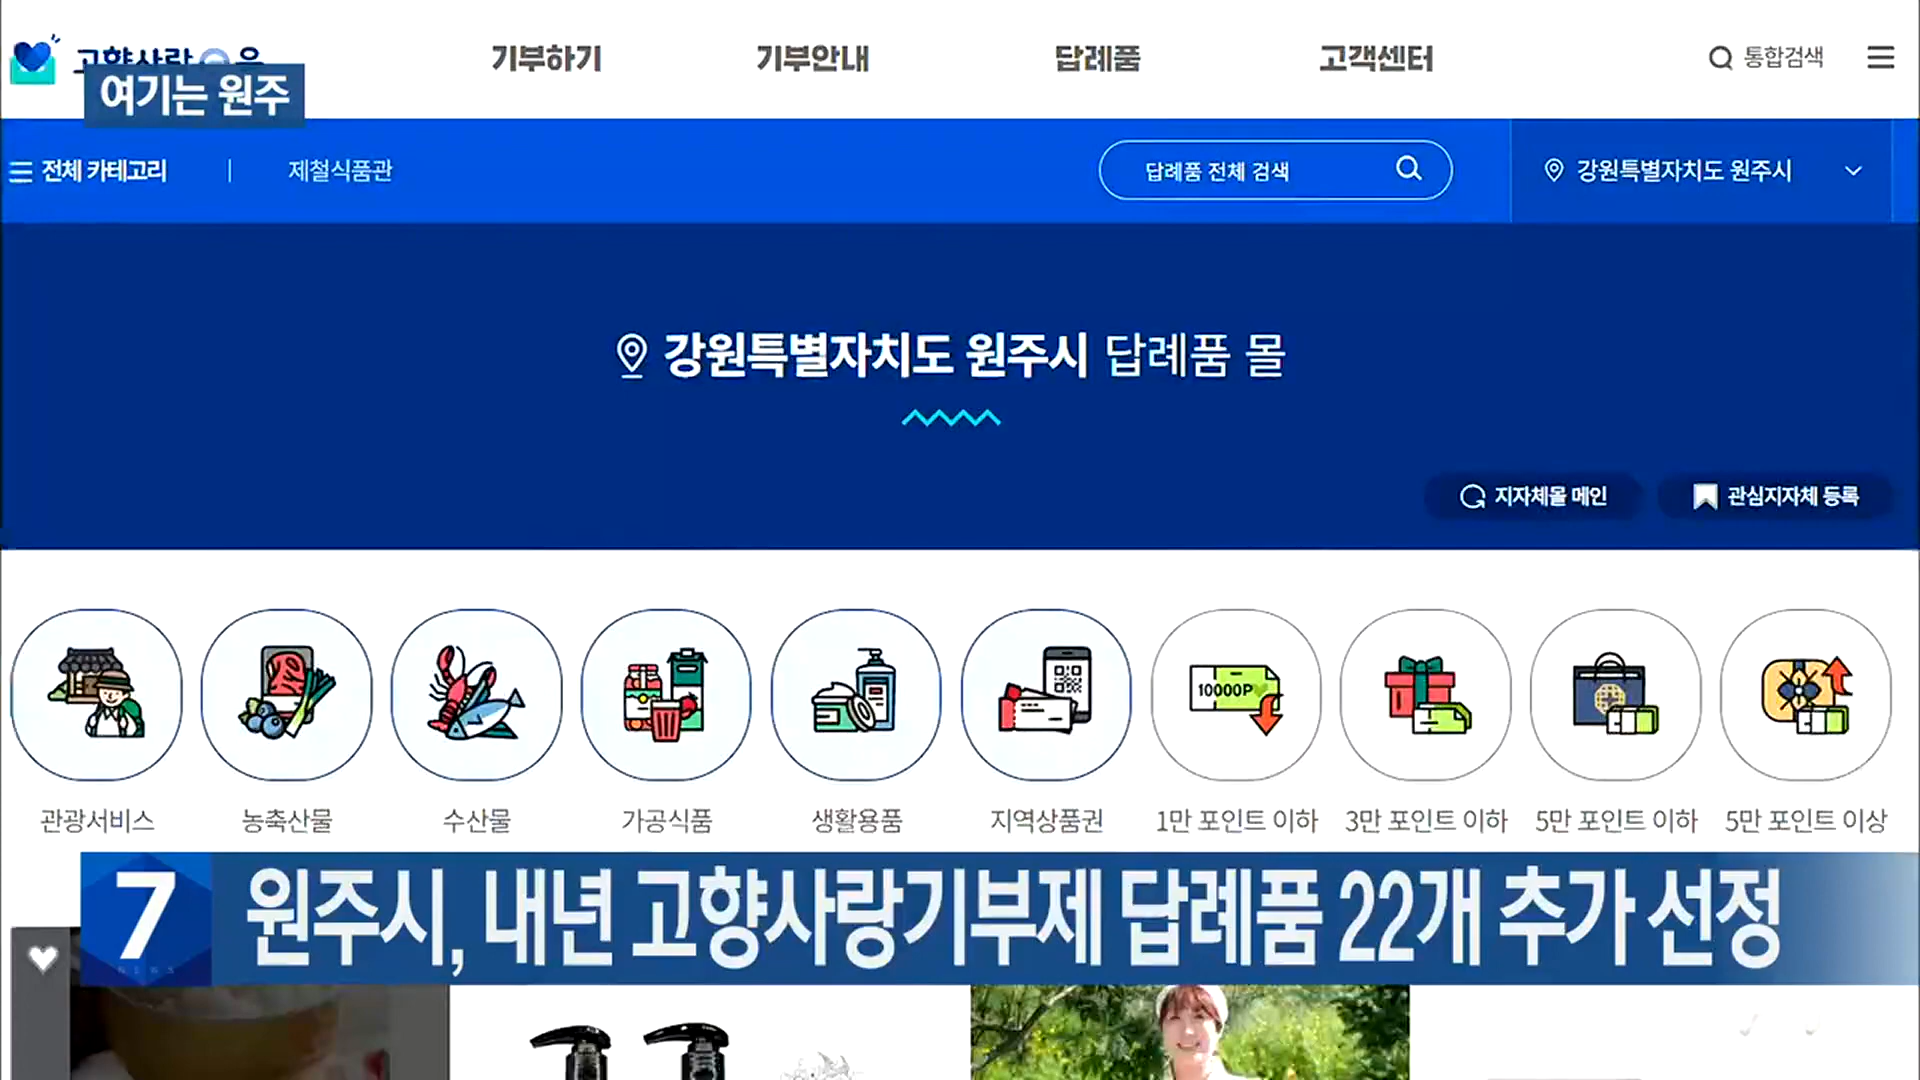 고향사랑
기부하기
기부안내
답례품
고객센터
통합검색
여기는 원주
전체 카테고리
제철식품관
답례품 전체 검색
강원특별자치도 원주시
강원특별자치도 원주시 답례품 몰
지자체몰 메인
관심지자체 등록
10000P
관광서비스
농축산물
수산물
가공식품
생활용품
지역상품권
1만 포인트 이하
3만 포인트 이하
5만 포인트 이하
5만 포인트 이상
7
NEWS
원주시, 내년 고향사랑기부제 답례품 22개 추가 선정